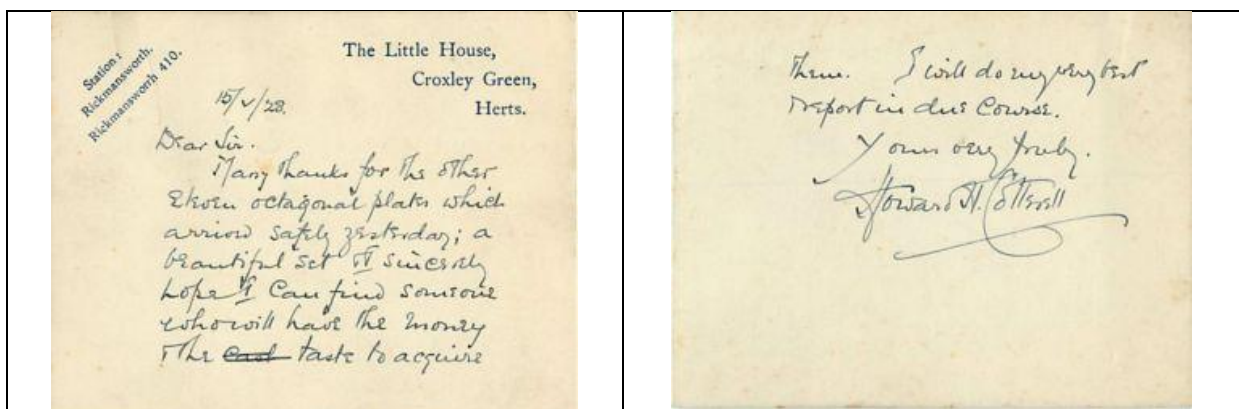 Station:
Rickmansworth.
Rickmansworth 410.
The Little House,
Croxley Green,
Herts.
15/V/28.
Dear Sir.
Many thanks for the other
eleven octagonal plates which
arrived safely yesterday; a
beautiful set & I sincerely
hope I can find someone
who will have the money
& the taste to acquire
them. I will do my very best
& report in due course.
Yours very truly.
Howard H. Cotterell